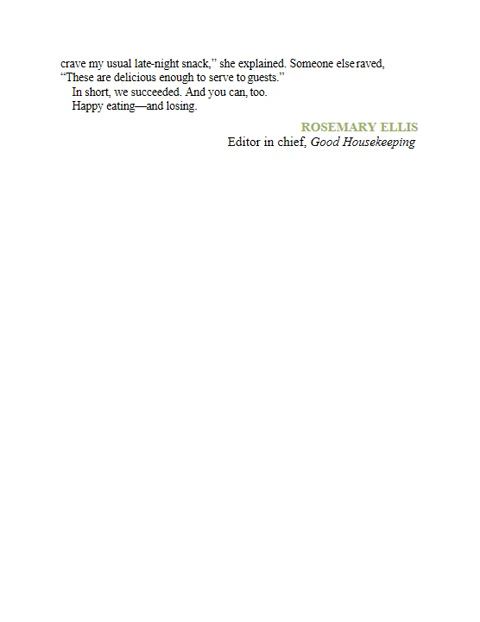 crave my usual late-night snack,” she explained. Someone else raved,
“These are delicious enough to serve to guests.”
In short, we succeeded. And you can, too.
Happy eating—and losing.
ROSEMARY ELLIS
Editor in chief, Good Housekeeping